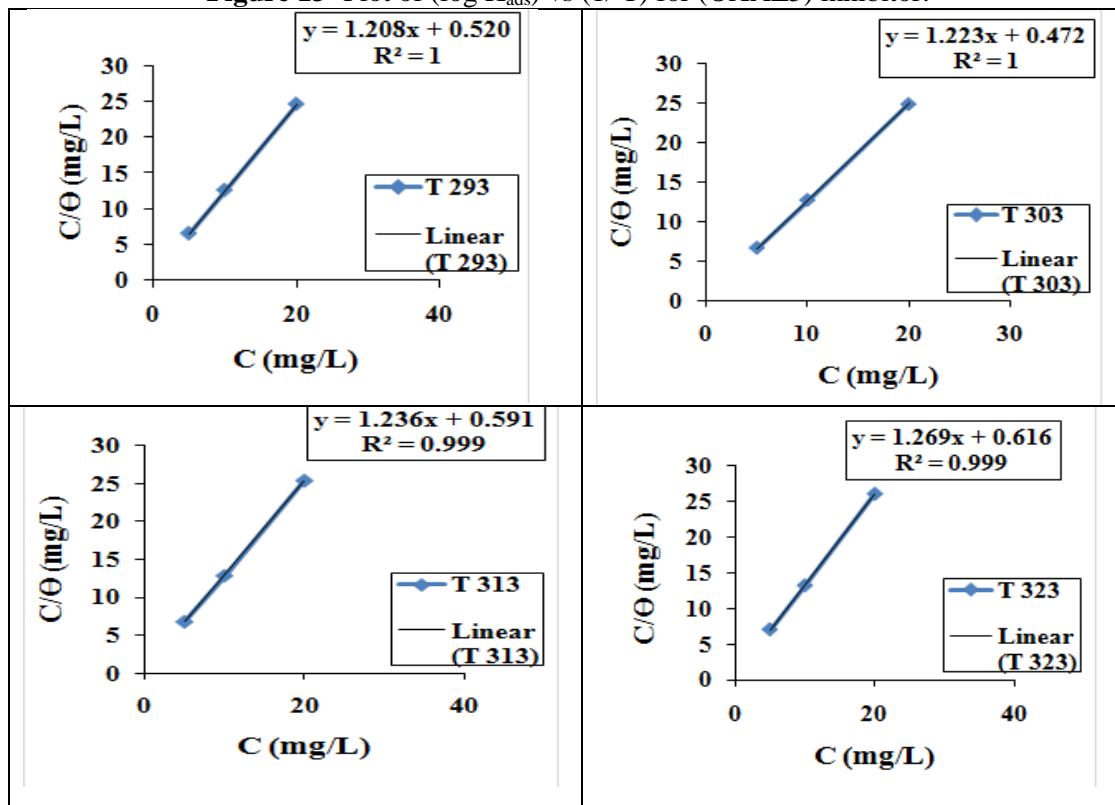 y = 1.208x + 0.520
R² = 1
30
25
20
15
10
5
0
C/Θ (mg/L)
T 293
Linear
(T 293)
0 20 40
C (mg/L)
y = 1.223x + 0.472
R² = 1
30
25
20
15
10
5
0
C/Θ (mg/L)
T 303
Linear
(T 303)
0 10 20 30
C (mg/L)
y = 1.236x + 0.591
R² = 0.999
30
25
20
15
10
5
0
C/Θ (mg/L)
T 313
Linear
(T 313)
0 20 40
C (mg/L)
y = 1.269x + 0.616
R² = 0.999
30
25
20
15
10
5
0
C/Θ (mg/L)
T 323
Linear
(T 323)
0 20 40
C (mg/L)